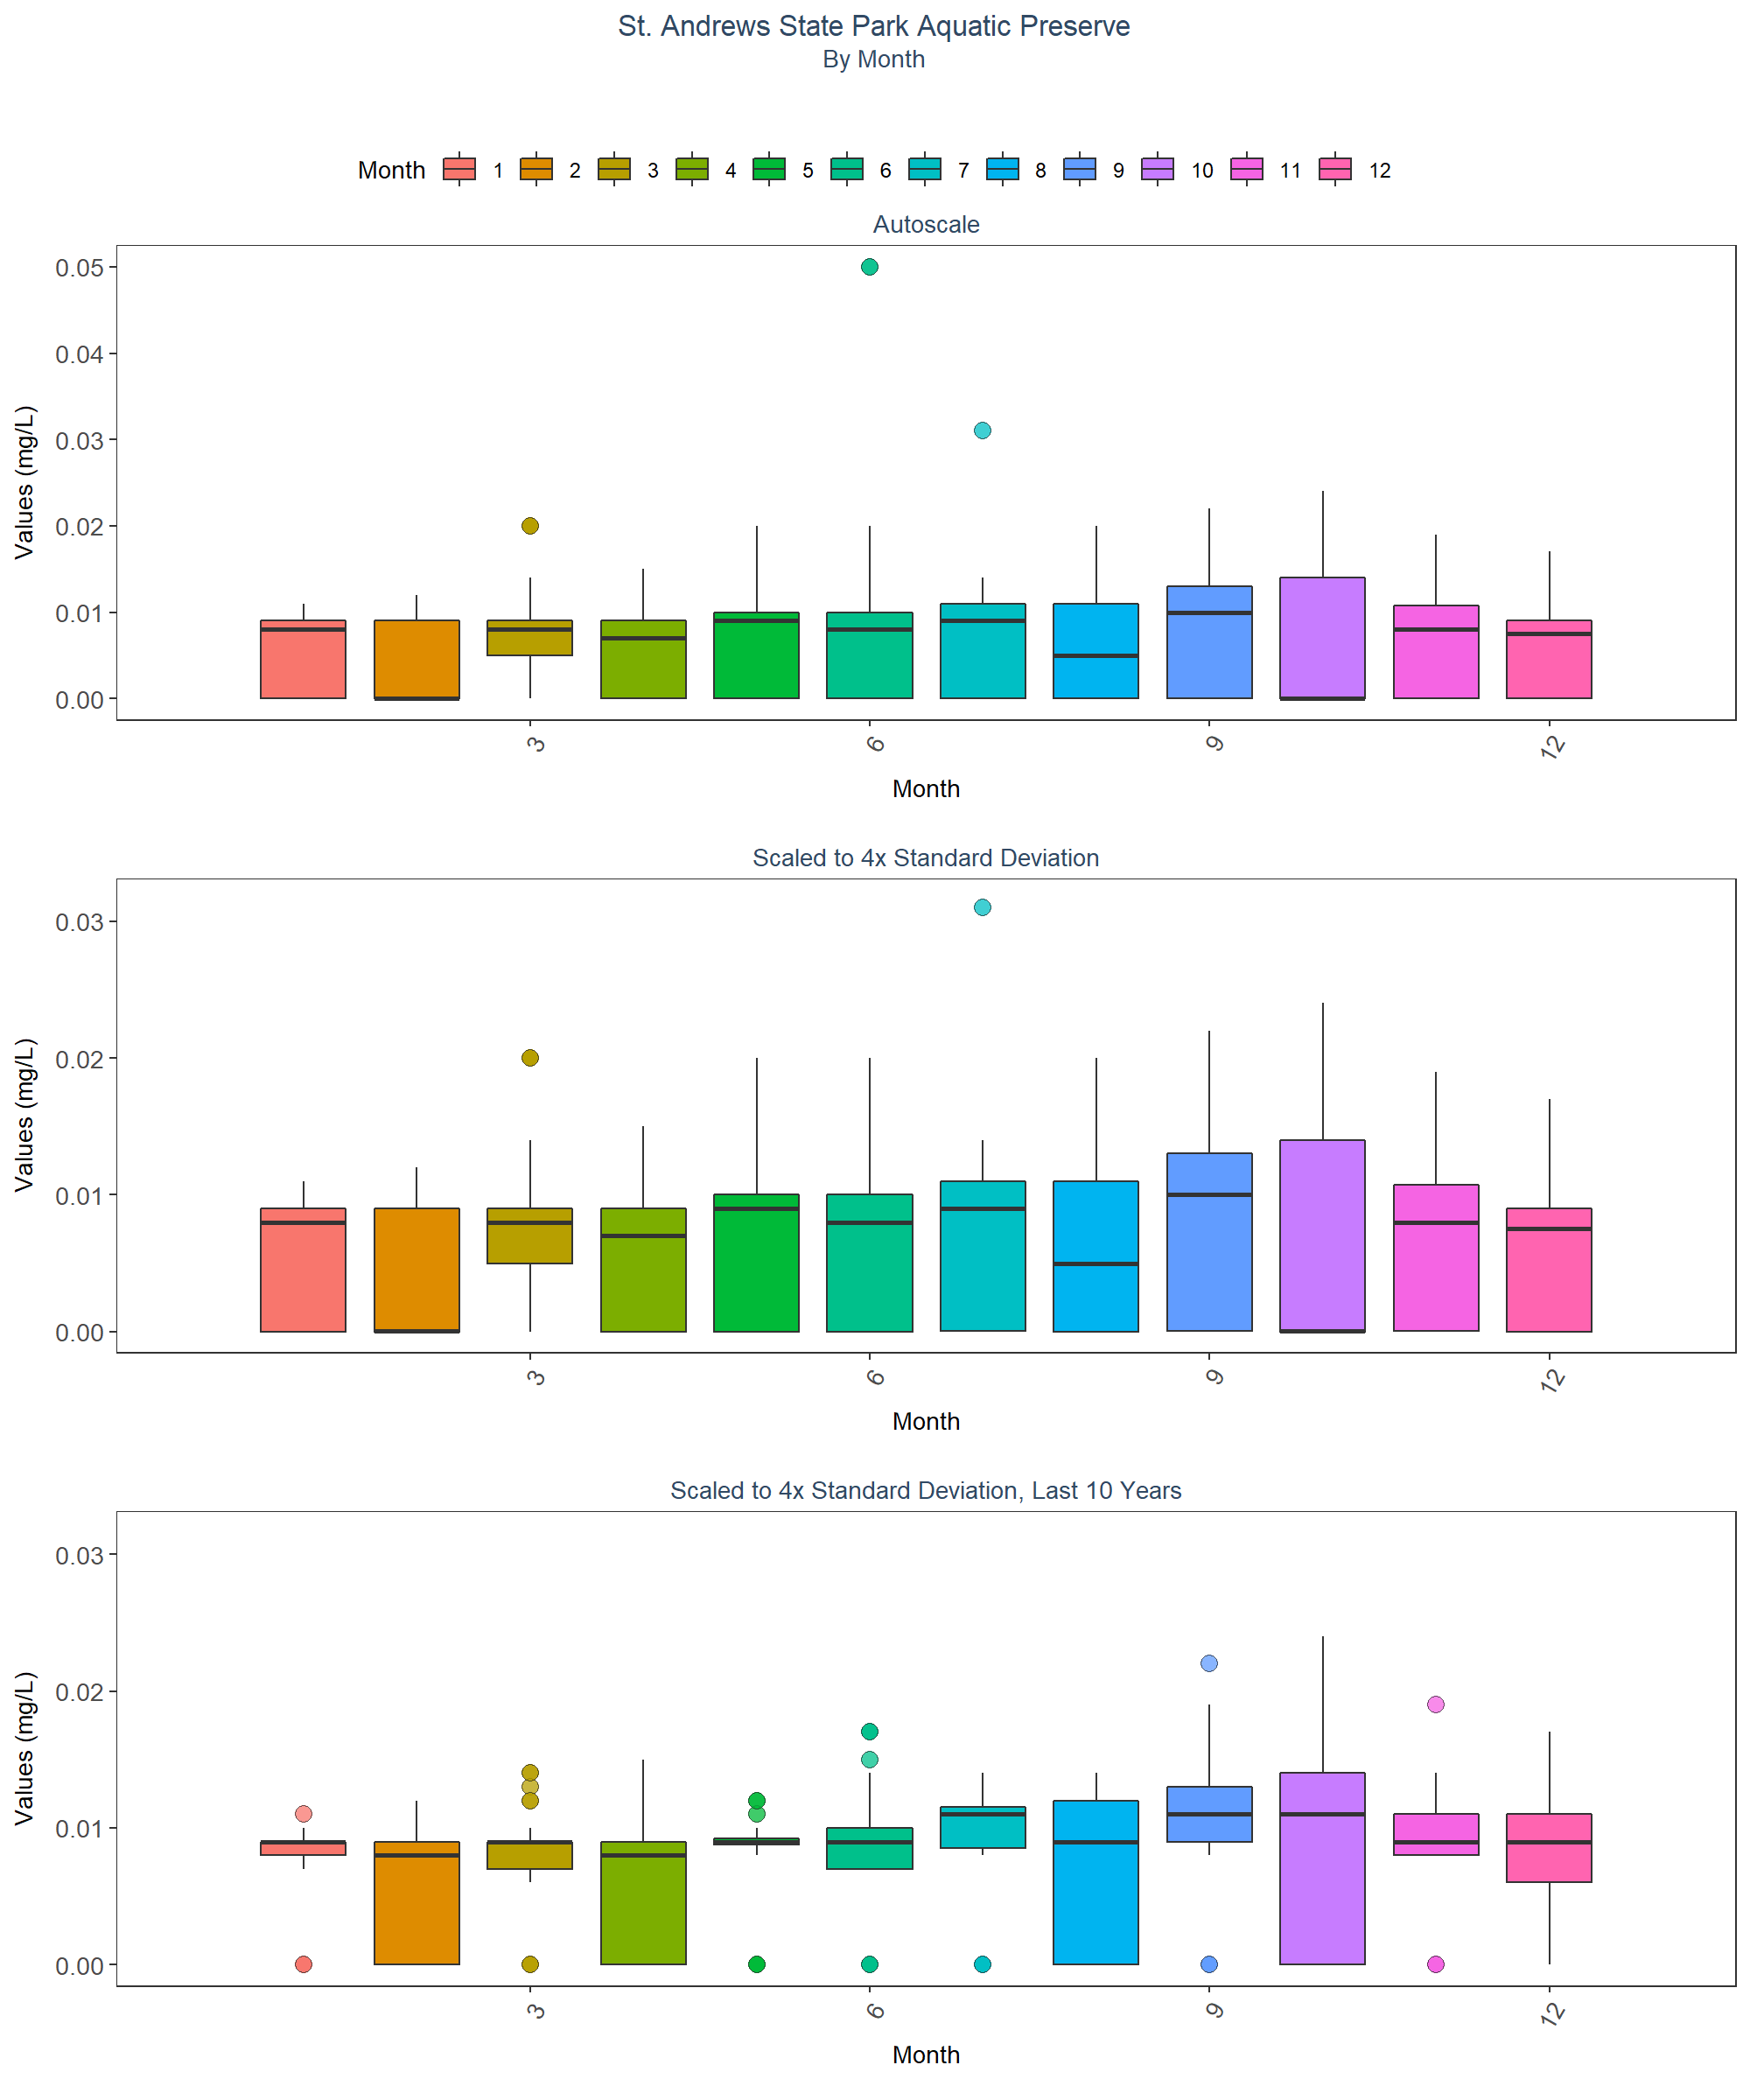 St. Andrews State Park Aquatic Preserve
By Month
Month 1 2 3 4 5 6 7 8 9 10 11 12
Autoscale
Values (mg/L)
0.05
0.04
0.03
0.02
0.01
0.00
3 6 9 12
Month
Scaled to 4x Standard Deviation
Values (mg/L)
0.03
0.02
0.01
0.00
3 6 9 12
Month
Scaled to 4x Standard Deviation, Last 10 Years
Values (mg/L)
0.03
0.02
0.01
0.00
3 6 9 12
Month